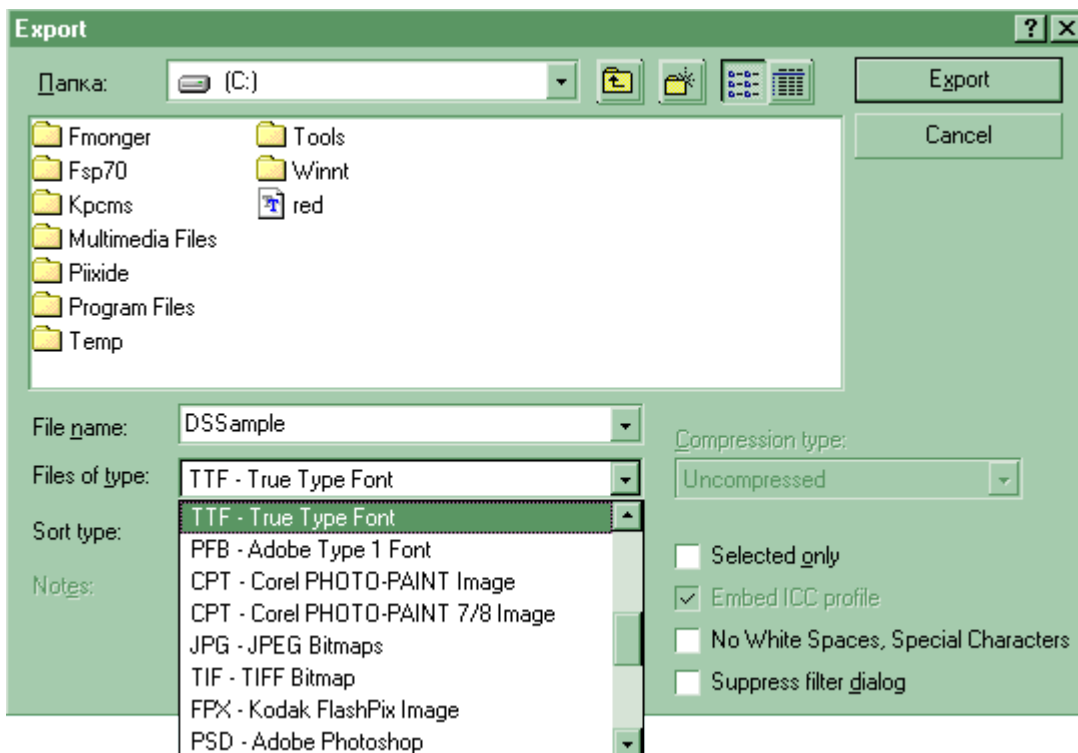 Export
Папка: (C:) Export
Cancel
Fmonger
Fsp70
Kpcms
Multimedia Files
Piixide
Program Files
Temp
Tools
Winnt
red
File name: DSSample
Files of type: TTF - True Type Font
Sort type:
Notes:
TTF - True Type Font
PFB - Adobe Type 1 Font
CPT - Corel PHOTO-PAINT Image
CPT - Corel PHOTO-PAINT 7/8 Image
JPG - JPEG Bitmaps
TIF - TIFF Bitmap
FPX - Kodak FlashPix Image
PSD - Adobe Photoshop
Compression type:
Uncompressed
Selected only
Embed ICC profile
No White Spaces, Special Characters
Suppress filter dialog